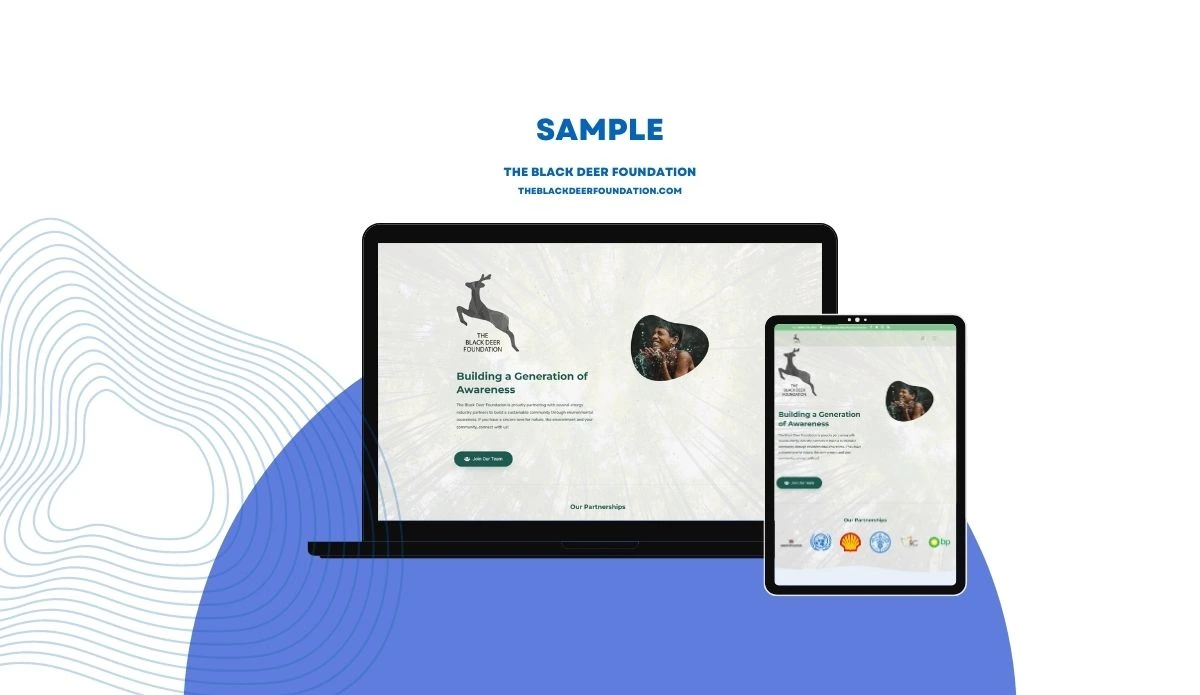 SAMPLE
THE BLACK DEER FOUNDATION
THEBLACKDEERFOUNDATION.COM
THE
BLACK DEER
FOUNDATION
Building a Generation of
Awareness
The Black Deer Foundation is proudly partnering with several energy
industry partners to build a sustainable community through environmental
awareness. If you have a sincere love for nature, the environment and your
community, connect with us!
Join Our Team
Our Partnerships
THE
BLACK DEER
FOUNDATION
Building a Generation
of Awareness
Join Our Team
Our Partnerships
bp